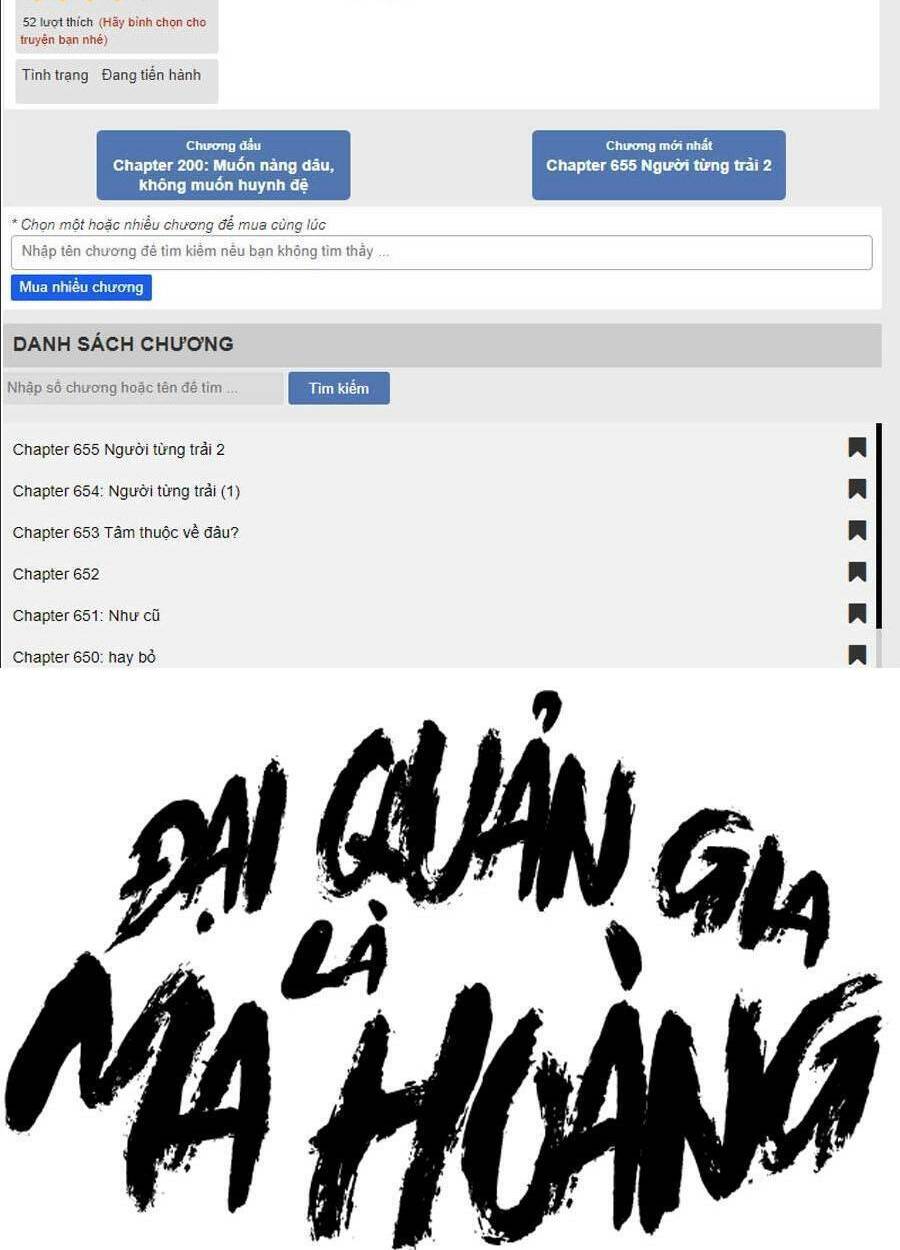 52 lượt thích (Hãy bình chọn cho
truyện bạn nhé)
Tình trạng Đang tiến hành
Chương đầu
Chapter 200: Muốn nàng dâu,
không muốn huynh đệ
Chương mới nhất
Chapter 655 Người từng trải 2
* Chọn một hoặc nhiều chương để mua cùng lúc
Nhập tên chương để tìm kiếm nếu bạn không tìm thấy ...
Mua nhiều chương
DANH SÁCH CHƯƠNG
Nhập số chương hoặc tên để tìm ...
Tìm kiếm
Chapter 655 Người từng trải 2
Chapter 654: Người từng trải (1)
Chapter 653 Tâm thuộc về đâu?
Chapter 652
Chapter 651: Như cũ
Chapter 650: hay bỏ
ĐẠI QUẢN GIA
LÀ
MA HOÀNG